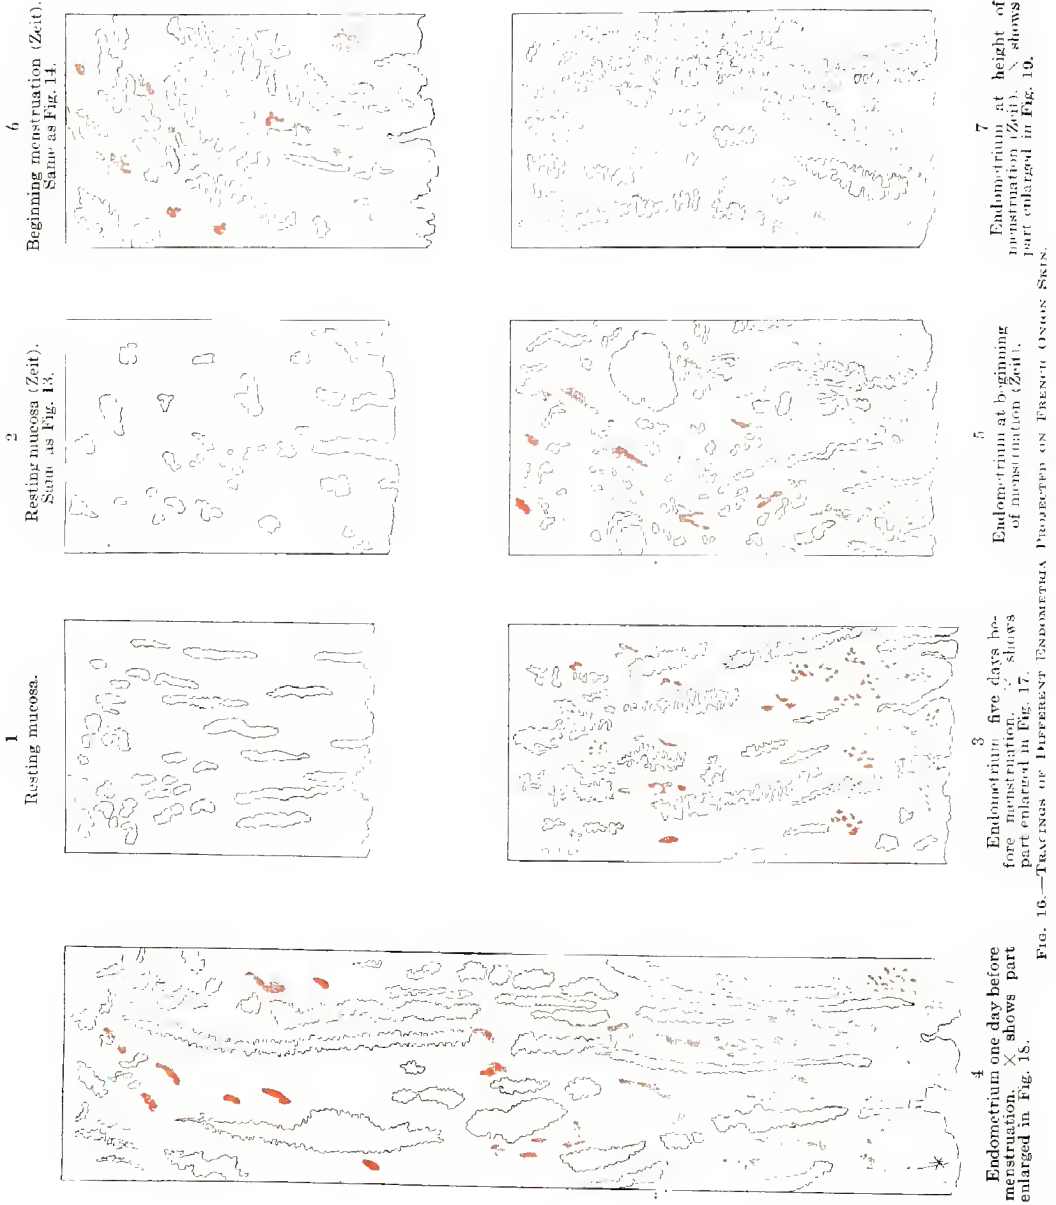 1
Resting mucosa.
2
Resting mucosa (Zeit).
Same as Fig. 13.
6
Beginning menstruation (Zeit).
Same as Fig. 14.
4
Endometrium one day before
menstruation. X shows part
enlarged in Fig. 18.
3
Endometrium five days be-
fore menstruation. shows
part enlarged in Fig. 17.
5
Endometrium at beginning
of menstruation (Zeit).
7
Endometrium at height of
menstruation (Zeit). shows
part enlarged in Fig. 19.
Fig. 16.—Tracings of Different Endometria Projected on French Onion Skin.